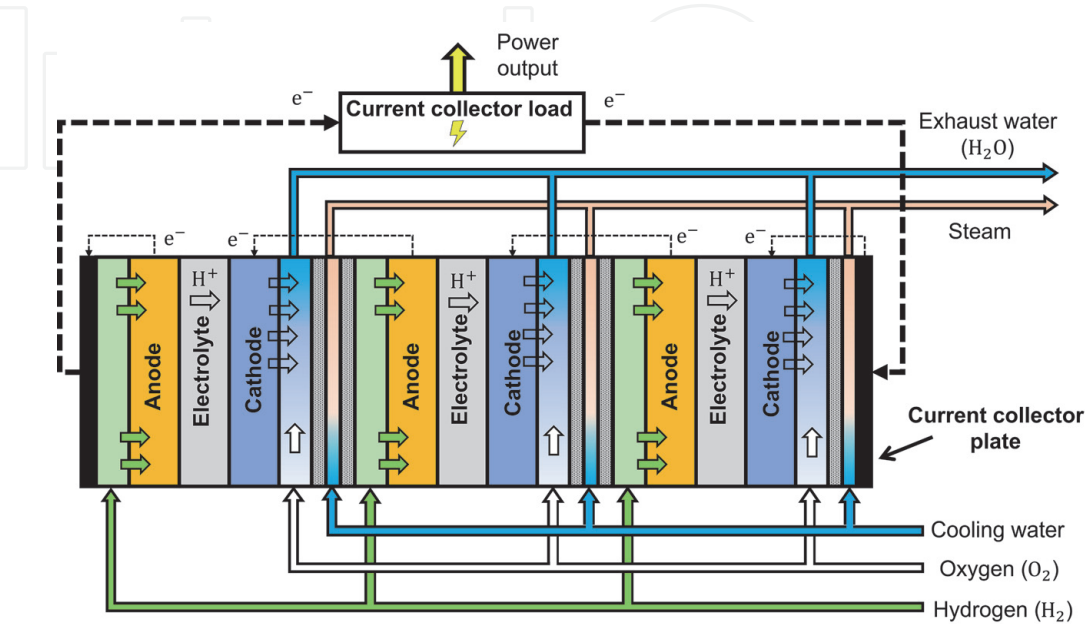 Power
output
e⁻
Current collector load
e⁻
Exhaust water
(H₂O)
Steam
e⁻
e⁻
e⁻
e⁻
Anode
H⁺
Electrolyte
Cathode
Anode
H⁺
Electrolyte
Cathode
Anode
H⁺
Electrolyte
Cathode
Current collector
plate
Cooling water
Oxygen (O₂)
Hydrogen (H₂)